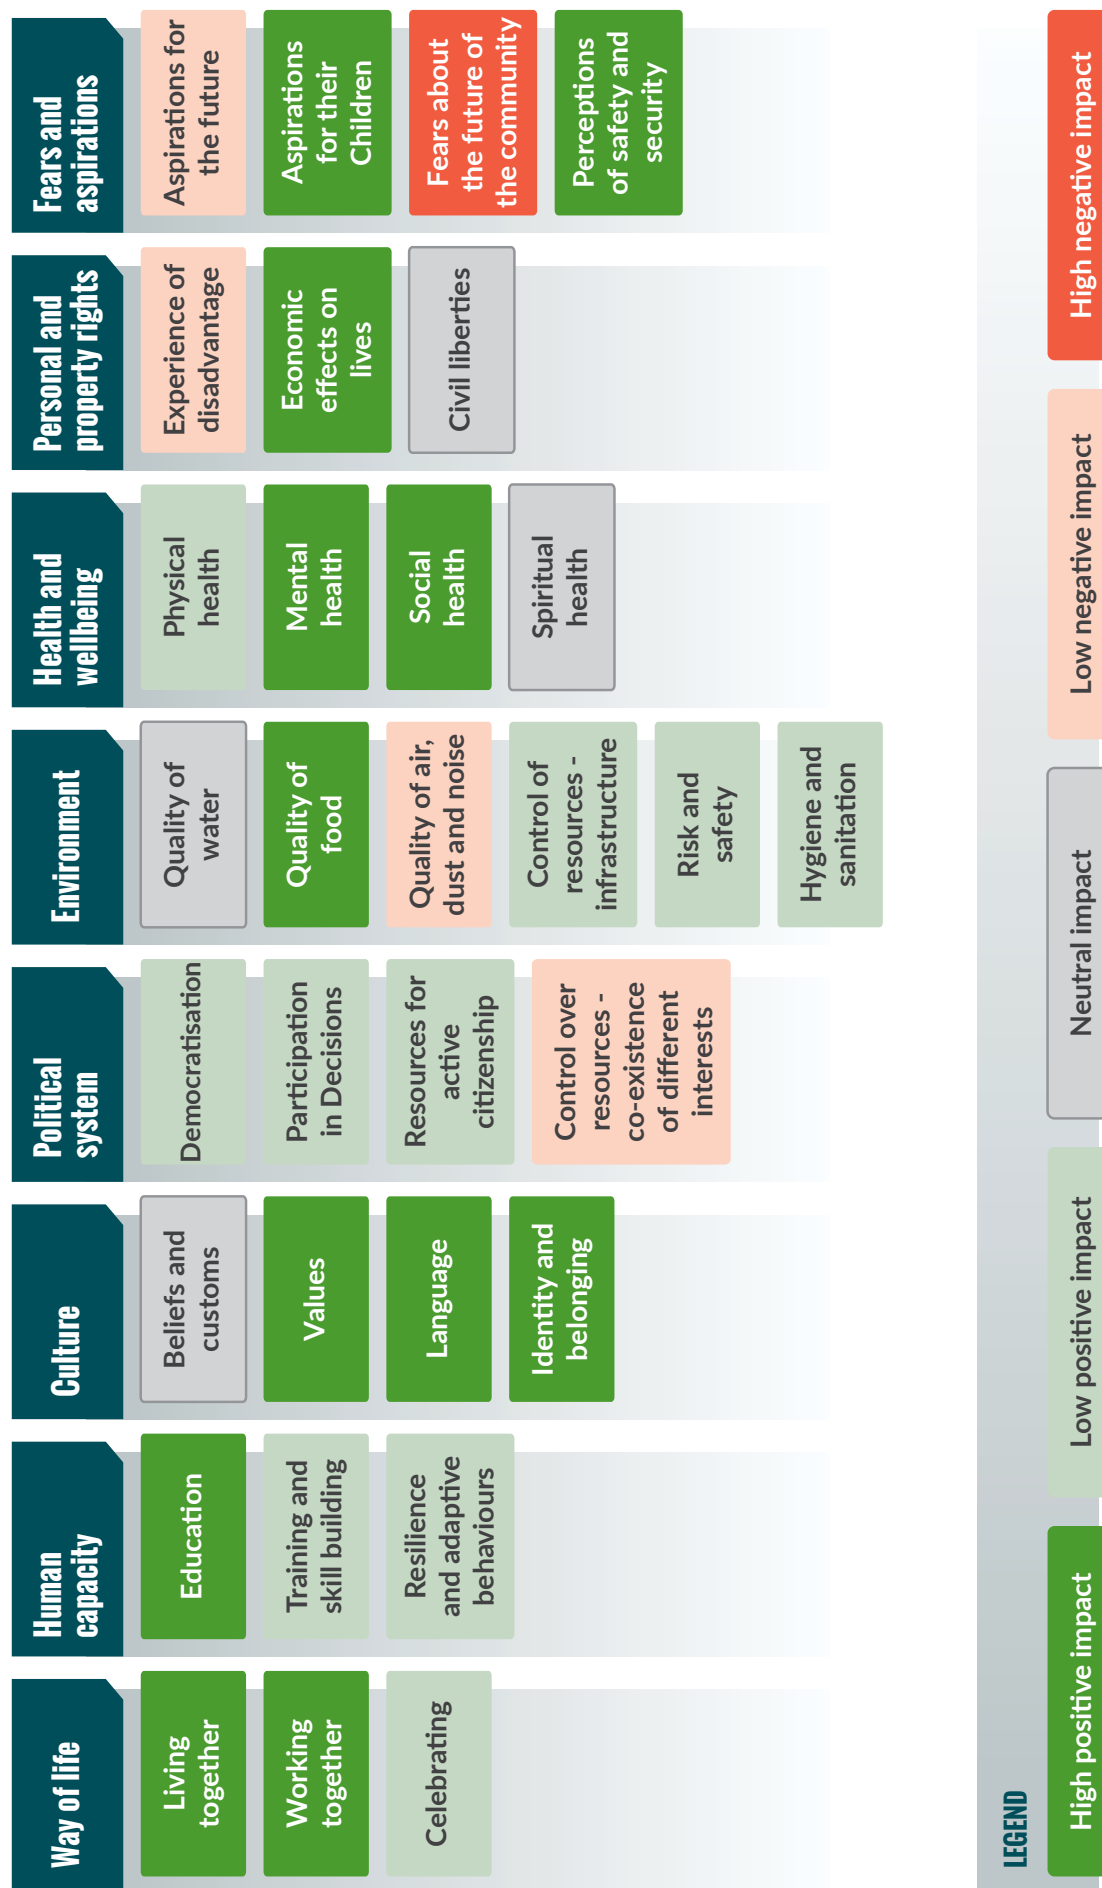 Way of life
Living
together
Working
together
Celebrating
Human
capacity
Education
Training and
skill building
Resilience
and adaptive
behaviours
Culture
Beliefs and
customs
Values
Language
Identity and
belonging
Political
system
Democratisation
Participation
in Decisions
Resources for
active
citizenship
Control over
resources -
co-existence
of different
interests
Environment
Quality of
water
Quality of
food
Quality of air,
dust and noise
Control of
resources -
infrastructure
Risk and
safety
Hygiene and
sanitation
Health and
wellbeing
Physical
health
Mental
health
Social
health
Spiritual
health
Personal and
property rights
Experience of
disadvantage
Economic
effects on
lives
Civil liberties
Fears and
aspirations
Aspirations for
the future
Aspirations
for their
Children
Fears about
the future of
the community
Perceptions
of safety and
security
LEGEND
High positive impact
Low positive impact
Neutral impact
Low negative impact
High negative impact